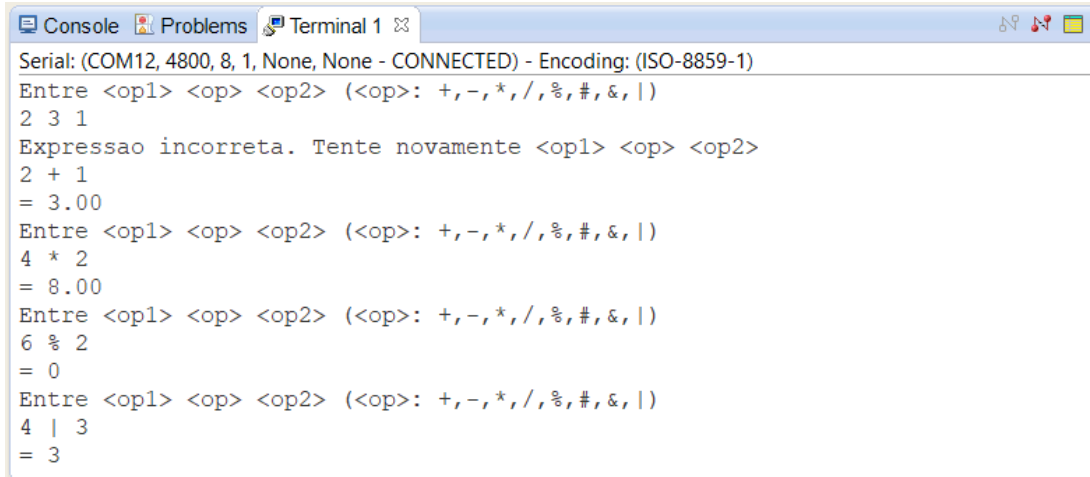 Console Problems Terminal 1
Serial: (COM12, 4800, 8, 1, None, None - CONNECTED) - Encoding: (ISO-8859-1)
Entre <op1> <op> <op2> (<op>: +,-,*,/,%,#,&,|)
2 3 1
Expressao incorreta. Tente novamente <op1> <op> <op2>
2 + 1
= 3.00
Entre <op1> <op> <op2> (<op>: +,-,*,/,%,#,&,|)
4 * 2
= 8.00
Entre <op1> <op> <op2> (<op>: +,-,*,/,%,#,&,|)
6 % 2
= 0
Entre <op1> <op> <op2> (<op>: +,-,*,/,%,#,&,|)
4 | 3
= 3